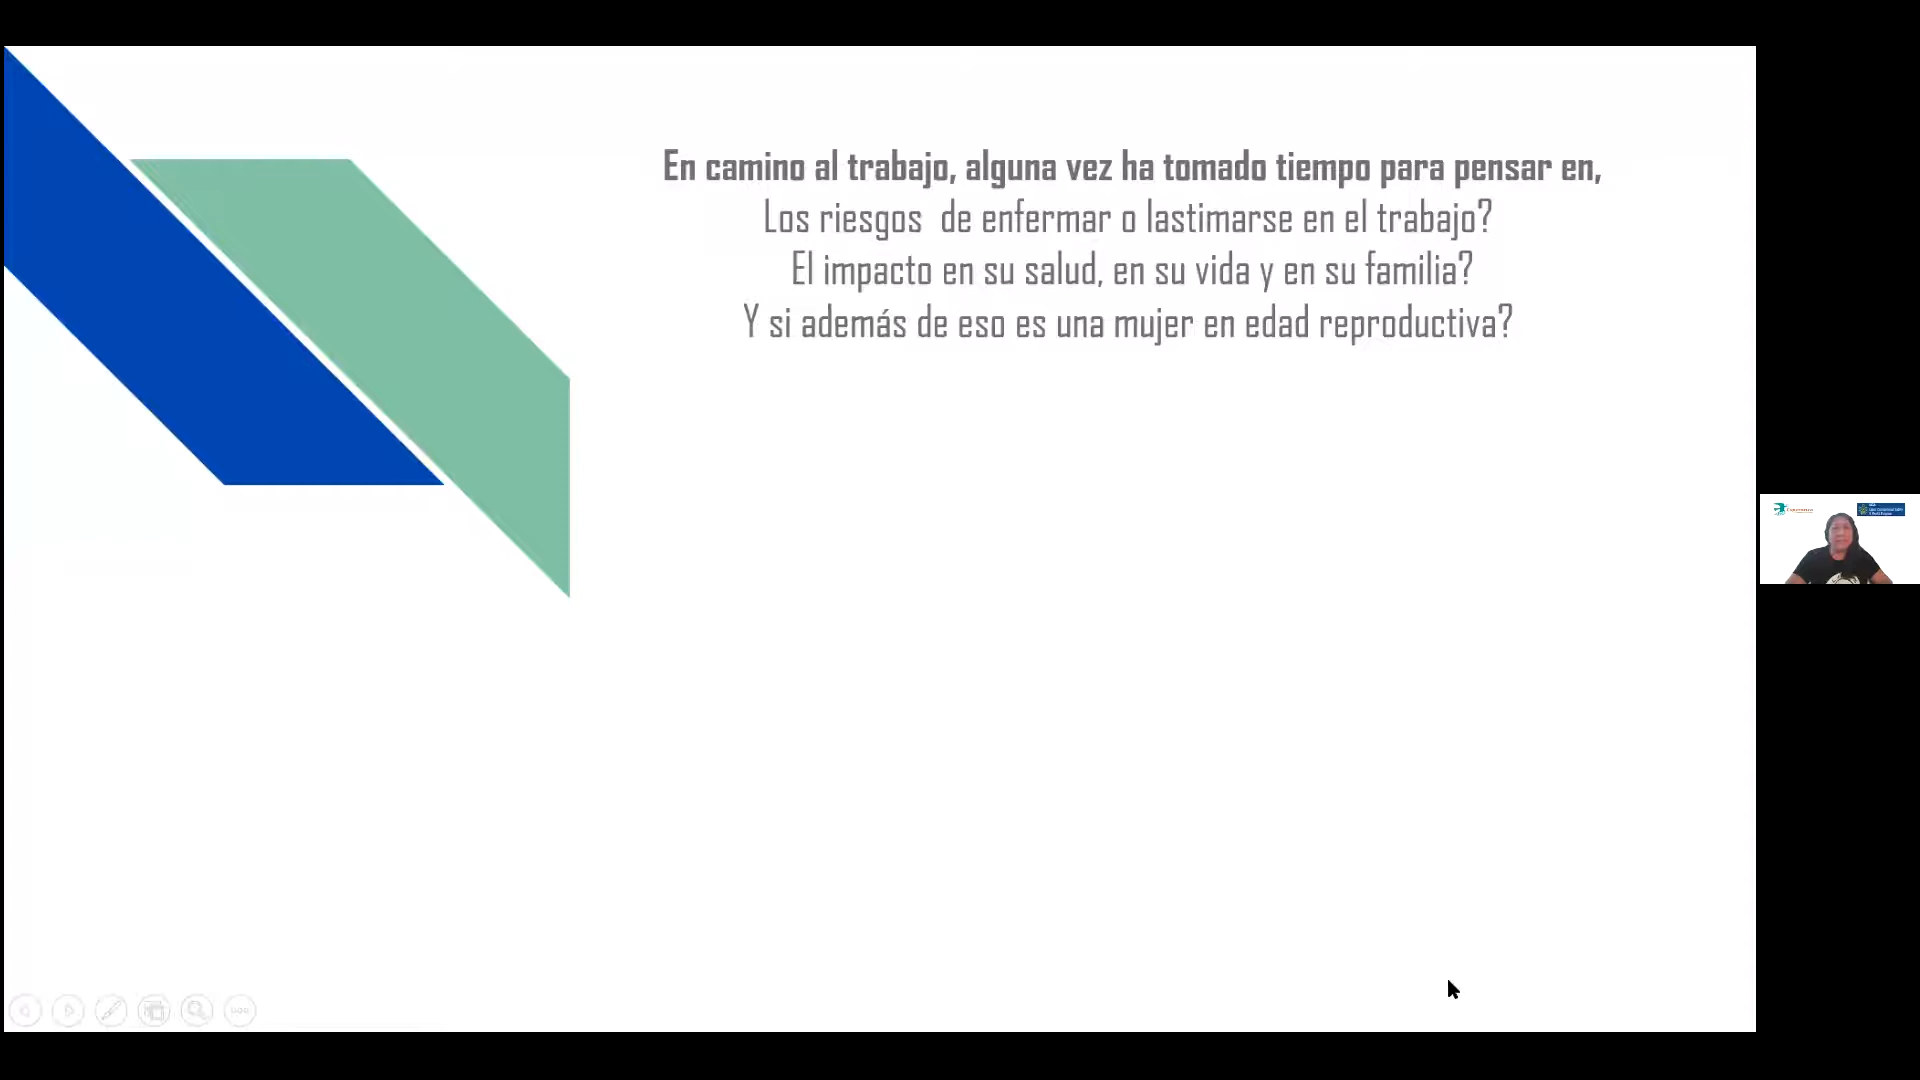 En camino al trabajo, alguna vez ha tomado tiempo para pensar en,
Los riesgos de enfermar o lastimarse en el trabajo?
El impacto en su salud, en su vida y en su familia?
Y si además de eso es una mujer en edad reproductiva?